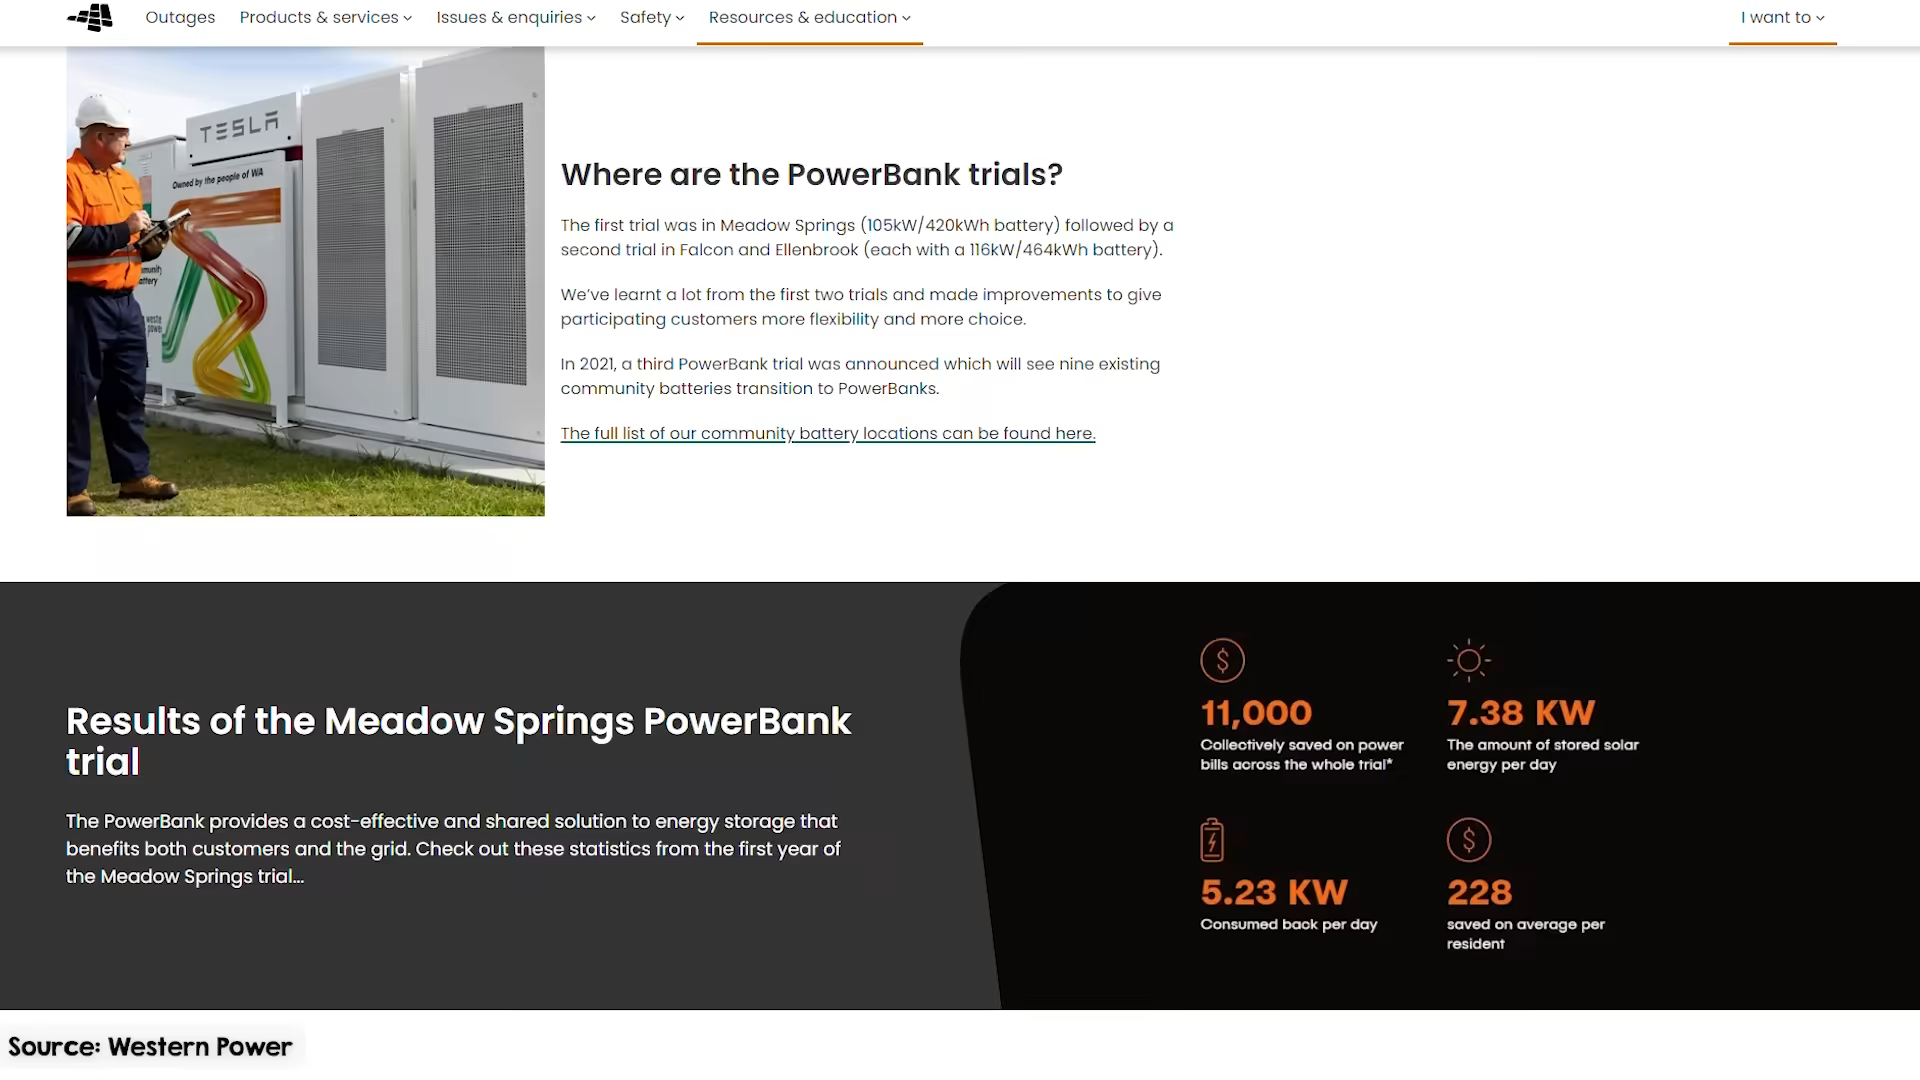 Outages
Products & services
Issues & enquiries
Safety
Resources & education
I want to
TESLA
Owned by the people of WA
Where are the PowerBank trials?
The first trial was in Meadow Springs (105kW/420kWh battery) followed by a
second trial in Falcon and Ellenbrook (each with a 116kW/464kWh battery).
We've learnt a lot from the first two trials and made improvements to give
participating customers more flexibility and more choice.
In 2021, a third PowerBank trial was announced which will see nine existing
community batteries transition to PowerBanks.
The full list of our community battery locations can be found here.
Results of the Meadow Springs PowerBank
trial
The PowerBank provides a cost-effective and shared solution to energy storage that
benefits both customers and the grid. Check out these statistics from the first year of
the Meadow Springs trial...
$
11,000
Collectively saved on power
bills across the whole trial*
7.38 KW
The amount of stored solar
energy per day
5.23 KW
Consumed back per day
$
228
saved on average per
resident
Source: Western Power